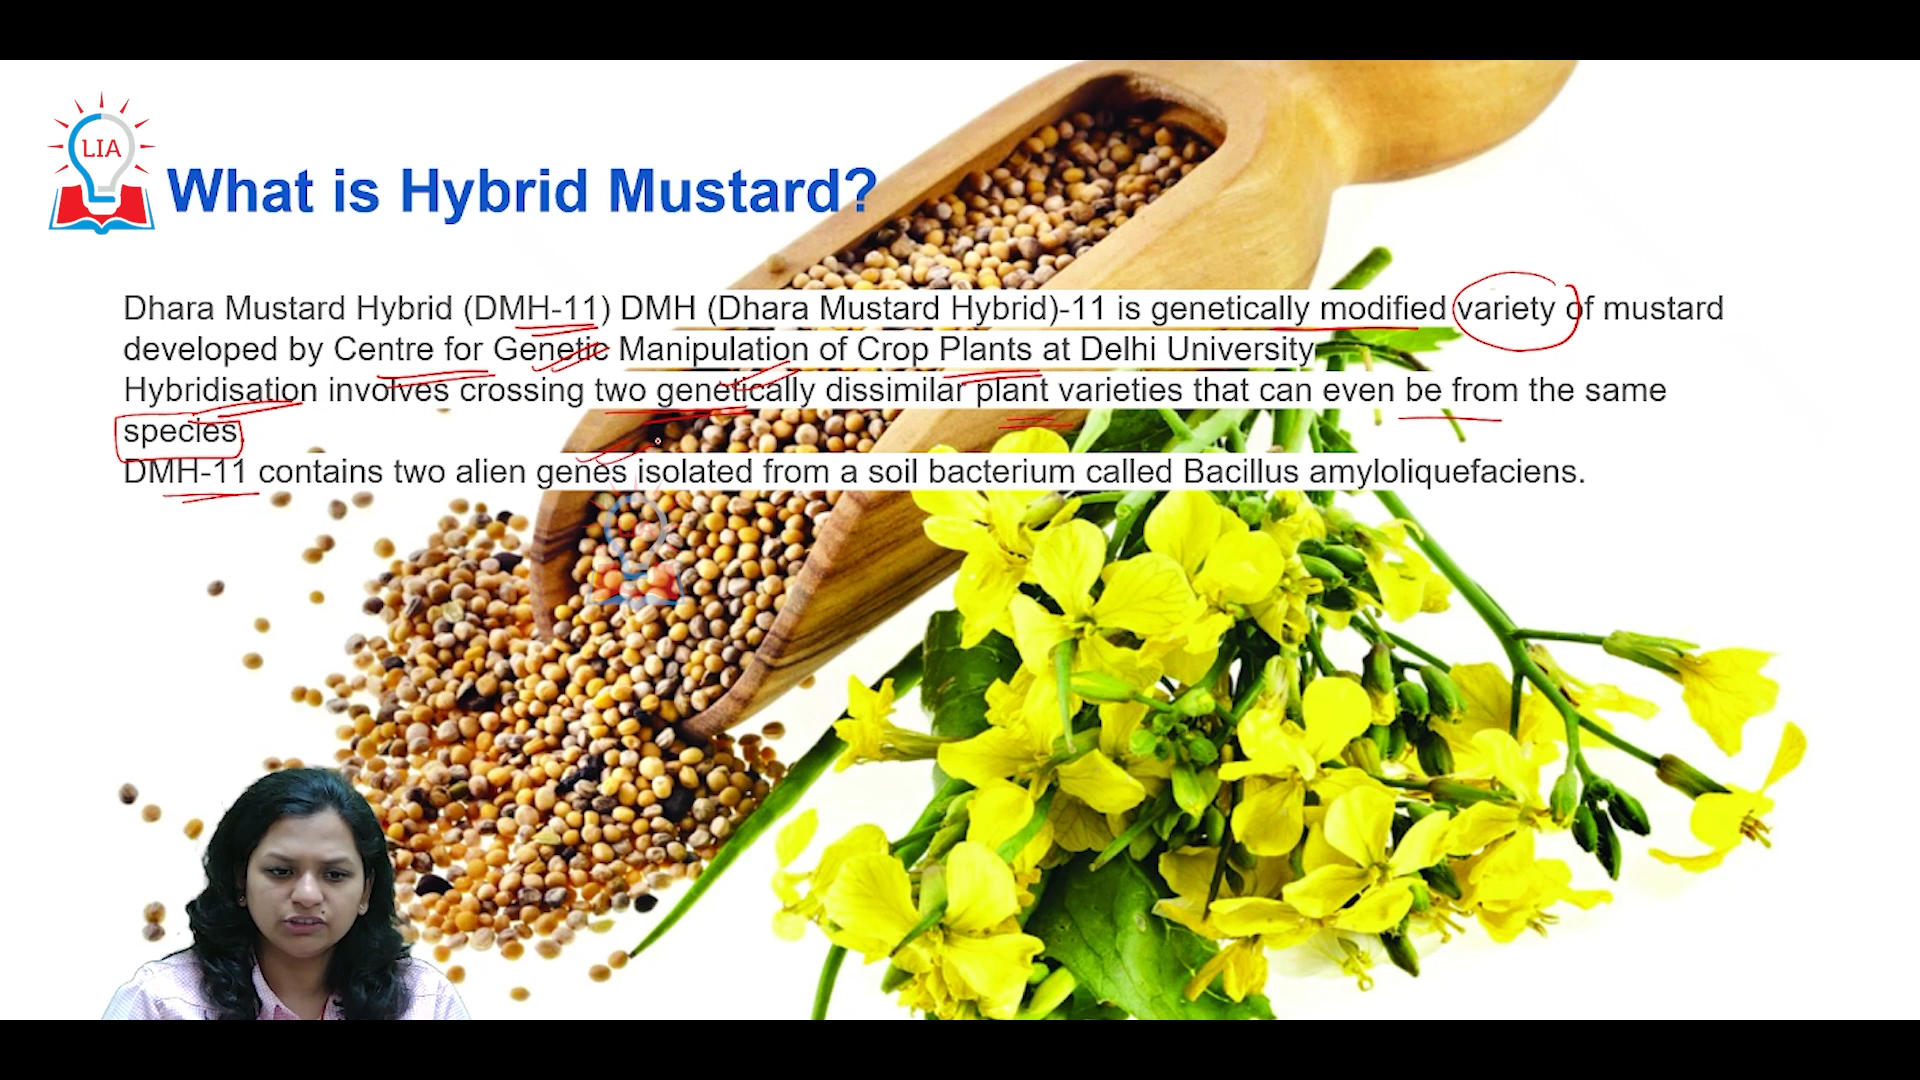 LIA
What is Hybrid Mustard?
Dhara Mustard Hybrid (DMH-11) DMH (Dhara Mustard Hybrid)-11 is genetically modified variety of mustard
developed by Centre for Genetic Manipulation of Crop Plants at Delhi University
Hybridisation involves crossing two genetically dissimilar plant varieties that can even be from the same
species
DMH-11 contains two alien genes isolated from a soil bacterium called Bacillus amyloliquefaciens.